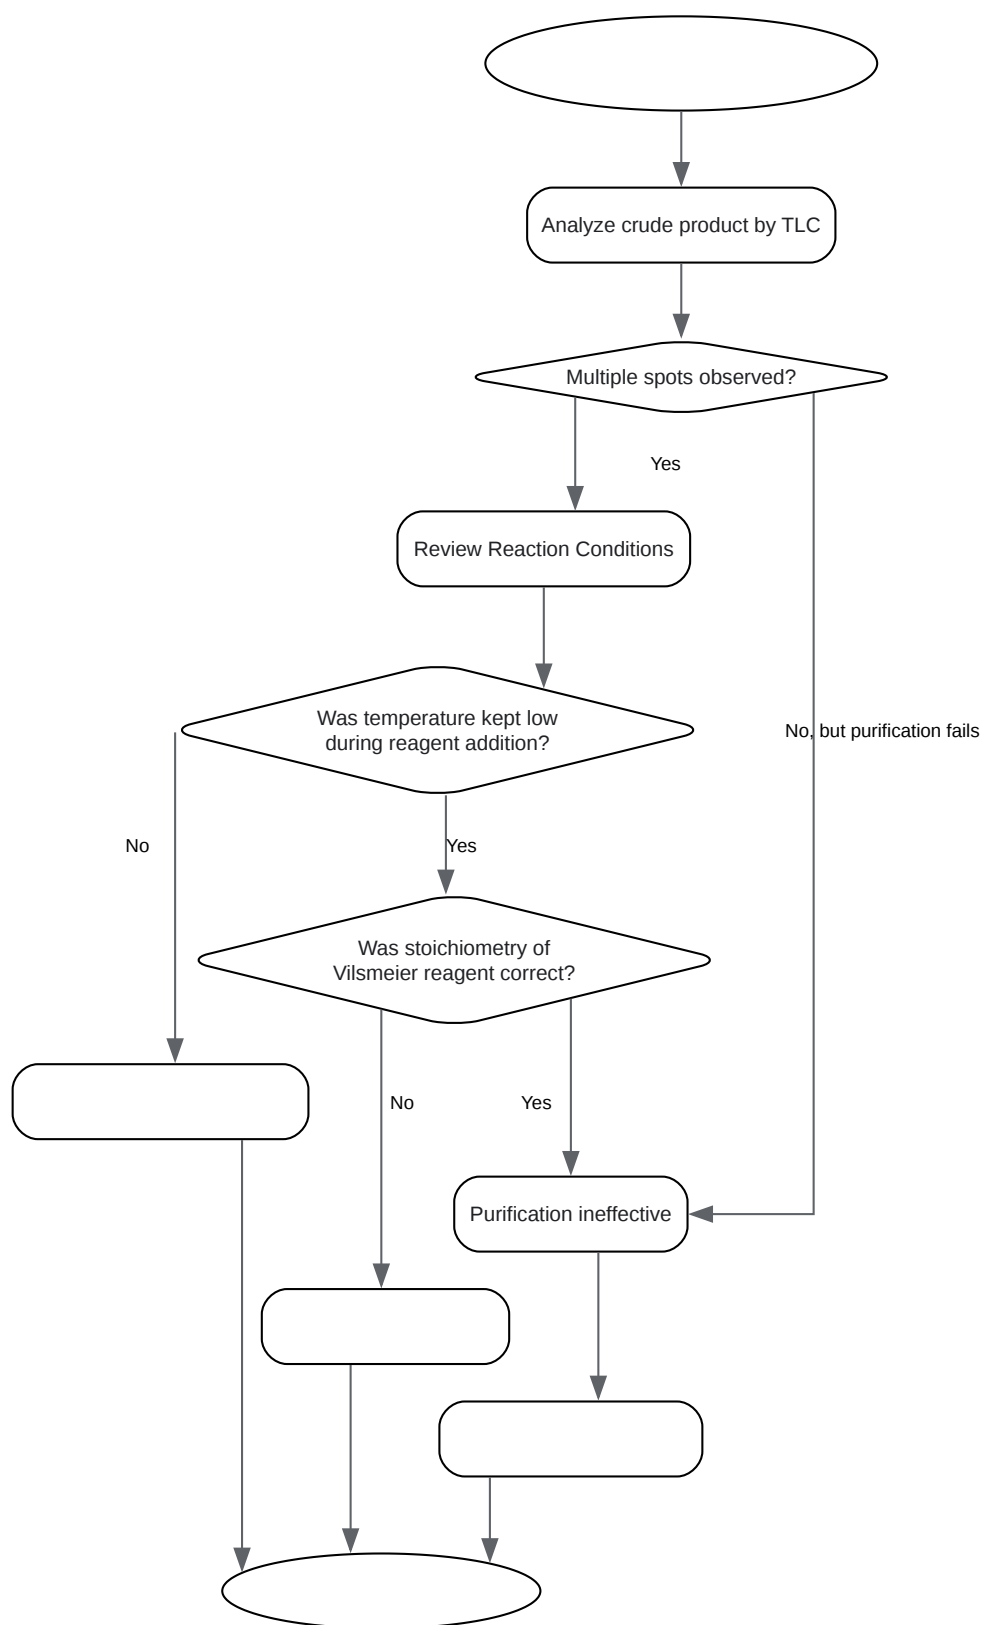 Analyze crude product by TLC
Multiple spots observed?
Yes
Review Reaction Conditions
Was temperature kept low
during reagent addition?
No, but purification fails
No
Yes
Was stoichiometry of
Vilsmeier reagent correct?
No
Yes
Purification ineffective